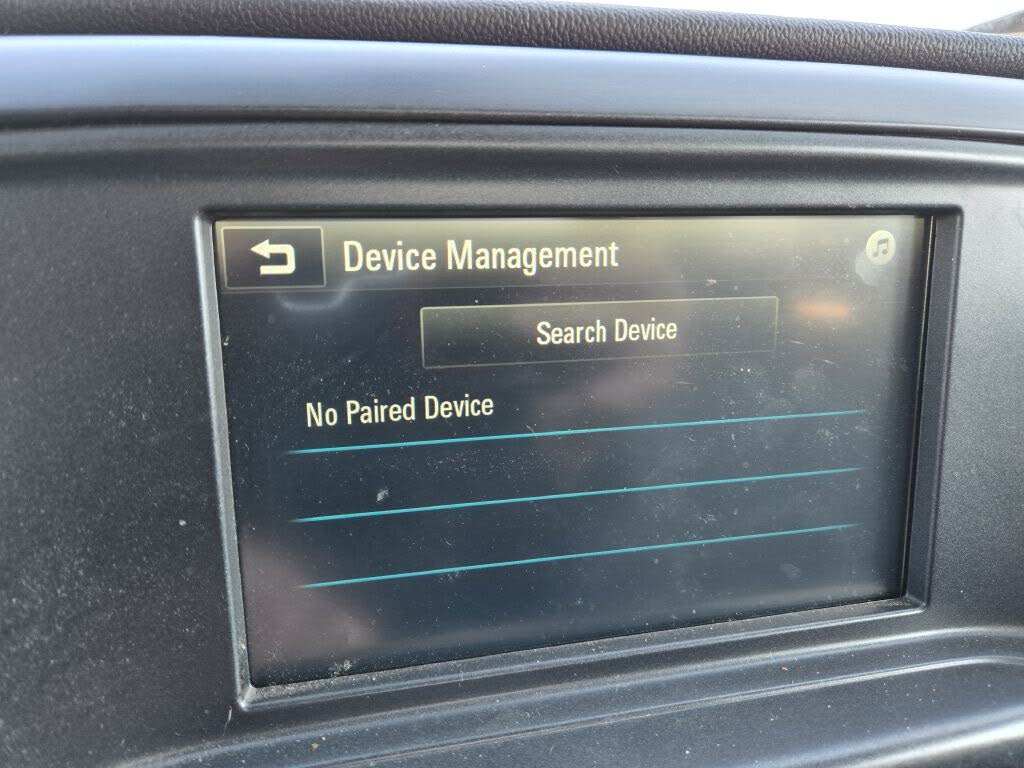 Device Management
Search Device
No Paired Device